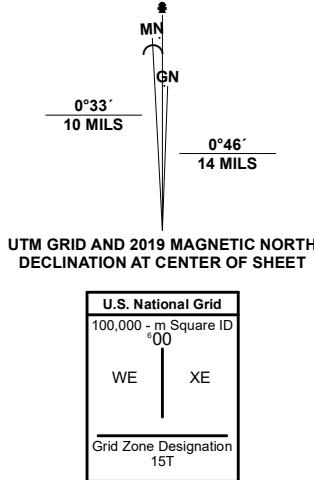 MN
GN
0°33´
10 MILS
0°46´
14 MILS
UTM GRID AND 2019 MAGNETIC NORTH
DECLINATION AT CENTER OF SHEET
U.S. National Grid
100,000 - m Square ID
⁶00
WE XE
Grid Zone Designation
15T